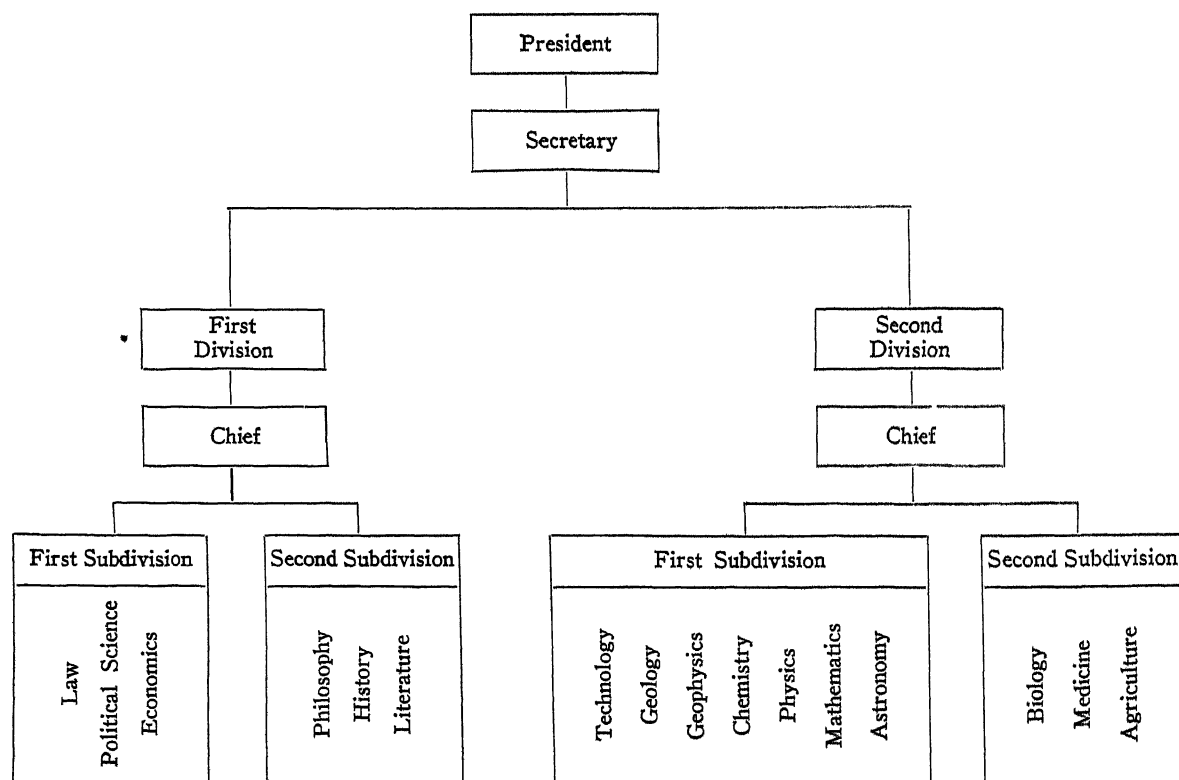 President
Secretary
First
Division
Second
Division
Chief
Chief
First Subdivision
Second Subdivision
First Subdivision
Second Subdivision
Law
Political Science
Economics
Philosophy
History
Literature
Technology
Geology
Geophysics
Chemistry
Physics
Mathematics
Astronomy
Biology
Medicine
Agriculture